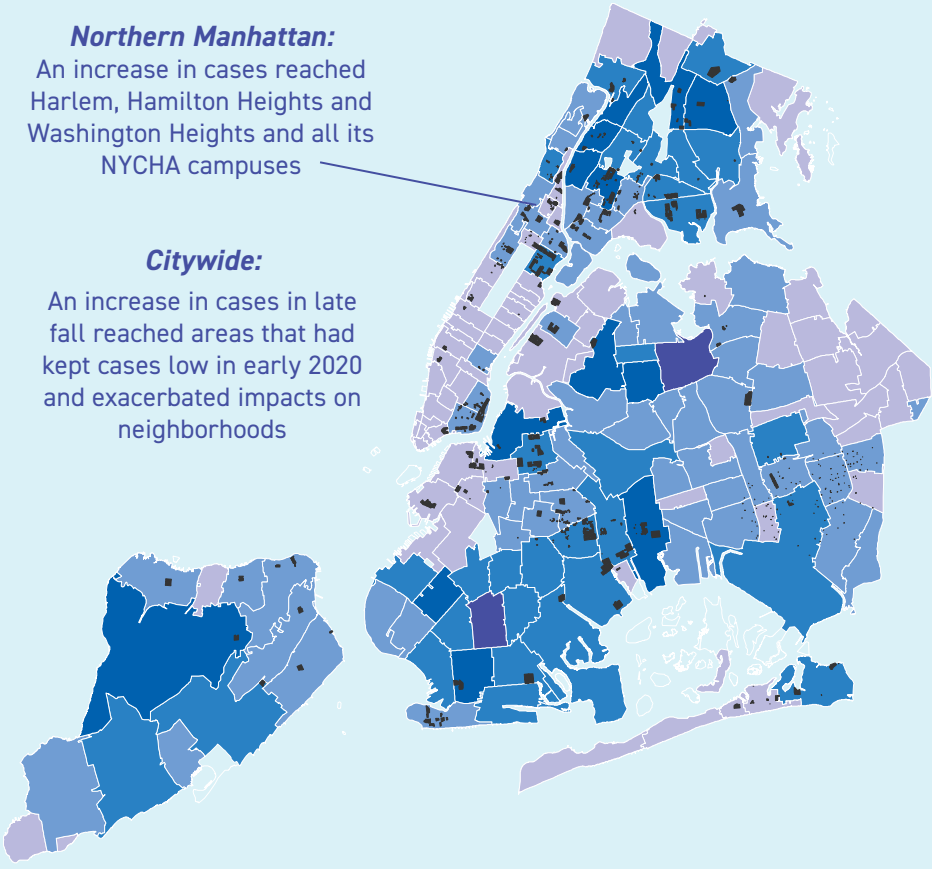 Northern Manhattan:
An increase in cases reached
Harlem, Hamilton Heights and
Washington Heights and all its
NYCHA campuses
Citywide:
An increase in cases in late
fall reached areas that had
kept cases low in early 2020
and exacerbated impacts on
neighborhoods